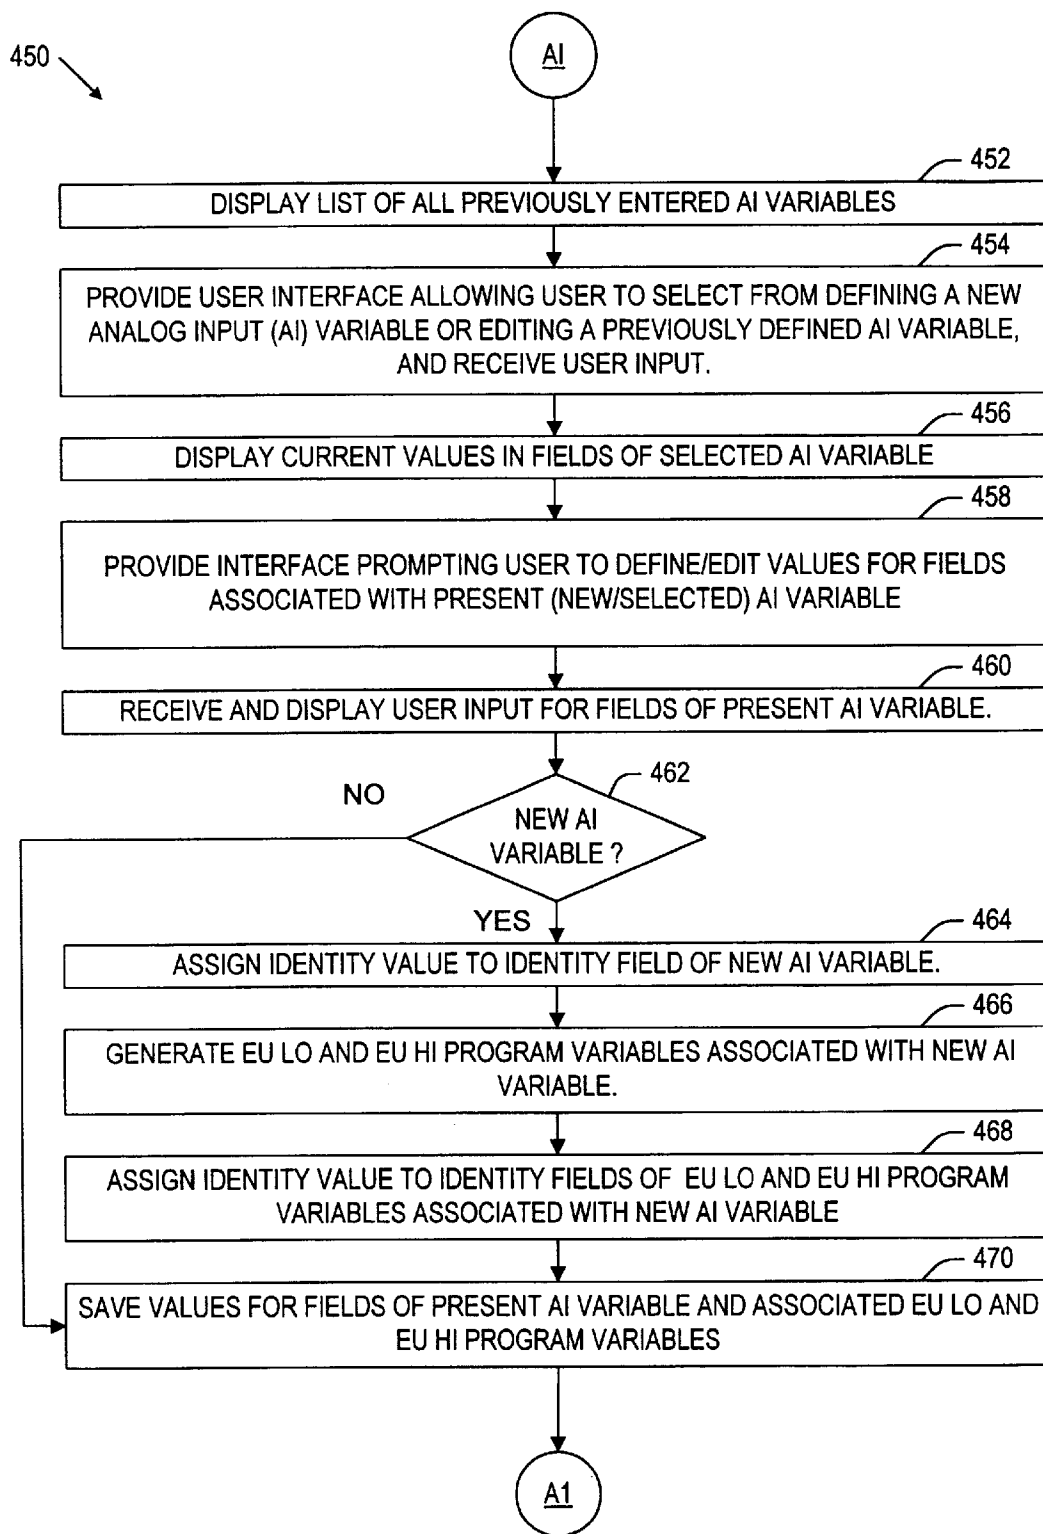 450
AI
452
DISPLAY LIST OF ALL PREVIOUSLY ENTERED AI VARIABLES
454
PROVIDE USER INTERFACE ALLOWING USER TO SELECT FROM DEFINING A NEW
ANALOG INPUT (AI) VARIABLE OR EDITING A PREVIOUSLY DEFINED AI VARIABLE,
AND RECEIVE USER INPUT.
456
DISPLAY CURRENT VALUES IN FIELDS OF SELECTED AI VARIABLE
458
PROVIDE INTERFACE PROMPTING USER TO DEFINE/EDIT VALUES FOR FIELDS
ASSOCIATED WITH PRESENT (NEW/SELECTED) AI VARIABLE
460
RECEIVE AND DISPLAY USER INPUT FOR FIELDS OF PRESENT AI VARIABLE.
462
NO
NEW AI
VARIABLE ?
YES
464
ASSIGN IDENTITY VALUE TO IDENTITY FIELD OF NEW AI VARIABLE.
466
GENERATE EU LO AND EU HI PROGRAM VARIABLES ASSOCIATED WITH NEW AI
VARIABLE.
468
ASSIGN IDENTITY VALUE TO IDENTITY FIELDS OF EU LO AND EU HI PROGRAM
VARIABLES ASSOCIATED WITH NEW AI VARIABLE
470
SAVE VALUES FOR FIELDS OF PRESENT AI VARIABLE AND ASSOCIATED EU LO AND
EU HI PROGRAM VARIABLES
A1